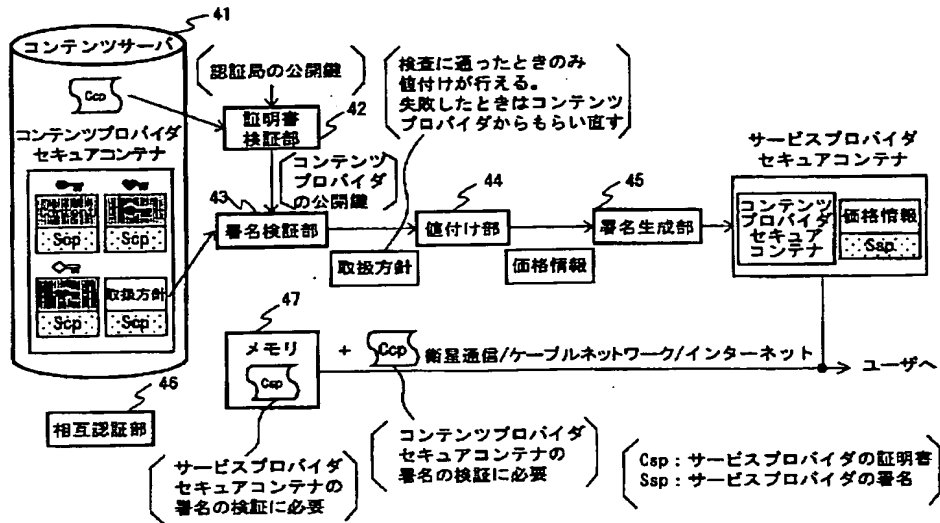 41
コンテンツサーバ
Ccp
コンテンツプロバイダ
セキュアコンテナ
Scp
Scp
取扱方針
Scp
Scp
46
相互認証部
認証局の公開鍵
42
証明書
検証部
コンテンツ
プロバイダ
の公開鍵
検査に通ったときのみ
値付けが行える。
失敗したときはコンテンツ
プロバイダからもらい直す
43
署名検証部
取扱方針
44
値付け部
価格情報
45
署名生成部
サービスプロバイダ
セキュアコンテナ
コンテンツ
プロバイダ
セキュア
コンテナ
価格情報
Ssp
47
メモリ
Csp
+
Ccp
衛星通信/ケーブルネットワーク/インターネット
ユーザへ
サービスプロバイダ
セキュアコンテナの
署名の検証に必要
コンテンツプロバイダ
セキュアコンテナの
署名の検証に必要
Csp:サービスプロバイダの証明書
Ssp:サービスプロバイダの署名